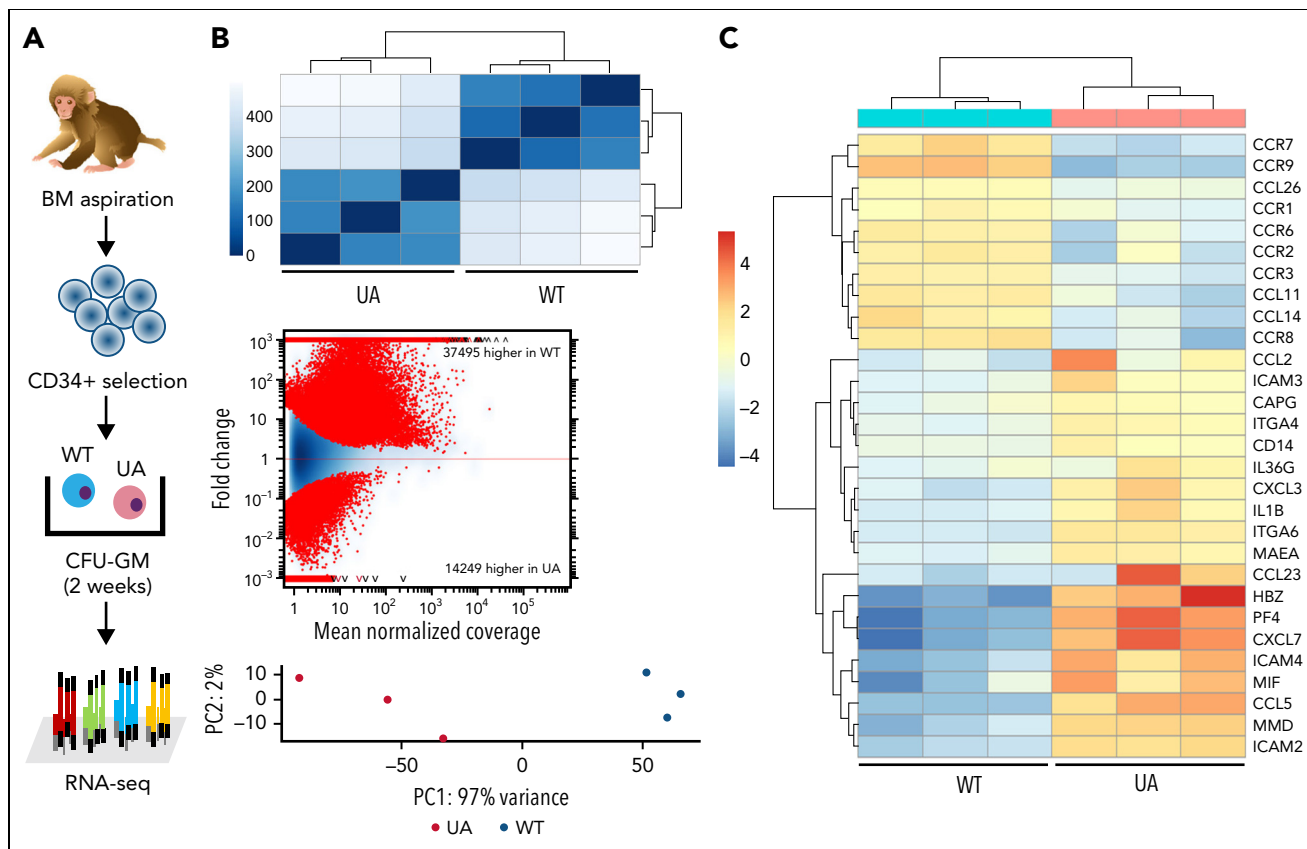 A
BM aspiration
CD34+ selection
WT
UA
CFU-GM
(2 weeks)
RNA-seq
B
400
300
200
100
0
UA
WT
Fold change
10³
10²
10
1
10⁻¹
10⁻²
10⁻³
37495 higher in WT
14249 higher in UA
1
10
10²
10³
10⁴
10⁵
Mean normalized coverage
PC2: 2%
10
0
−10
−50
0
50
PC1: 97% variance
UA
WT
C
4
2
0
−2
−4
CCR7
CCR9
CCL26
CCR1
CCR6
CCR2
CCR3
CCL11
CCL14
CCR8
CCL2
ICAM3
CAPG
ITGA4
CD14
IL36G
CXCL3
IL1B
ITGA6
MAEA
CCL23
HBZ
PF4
CXCL7
ICAM4
MIF
CCL5
MMD
ICAM2
WT
UA